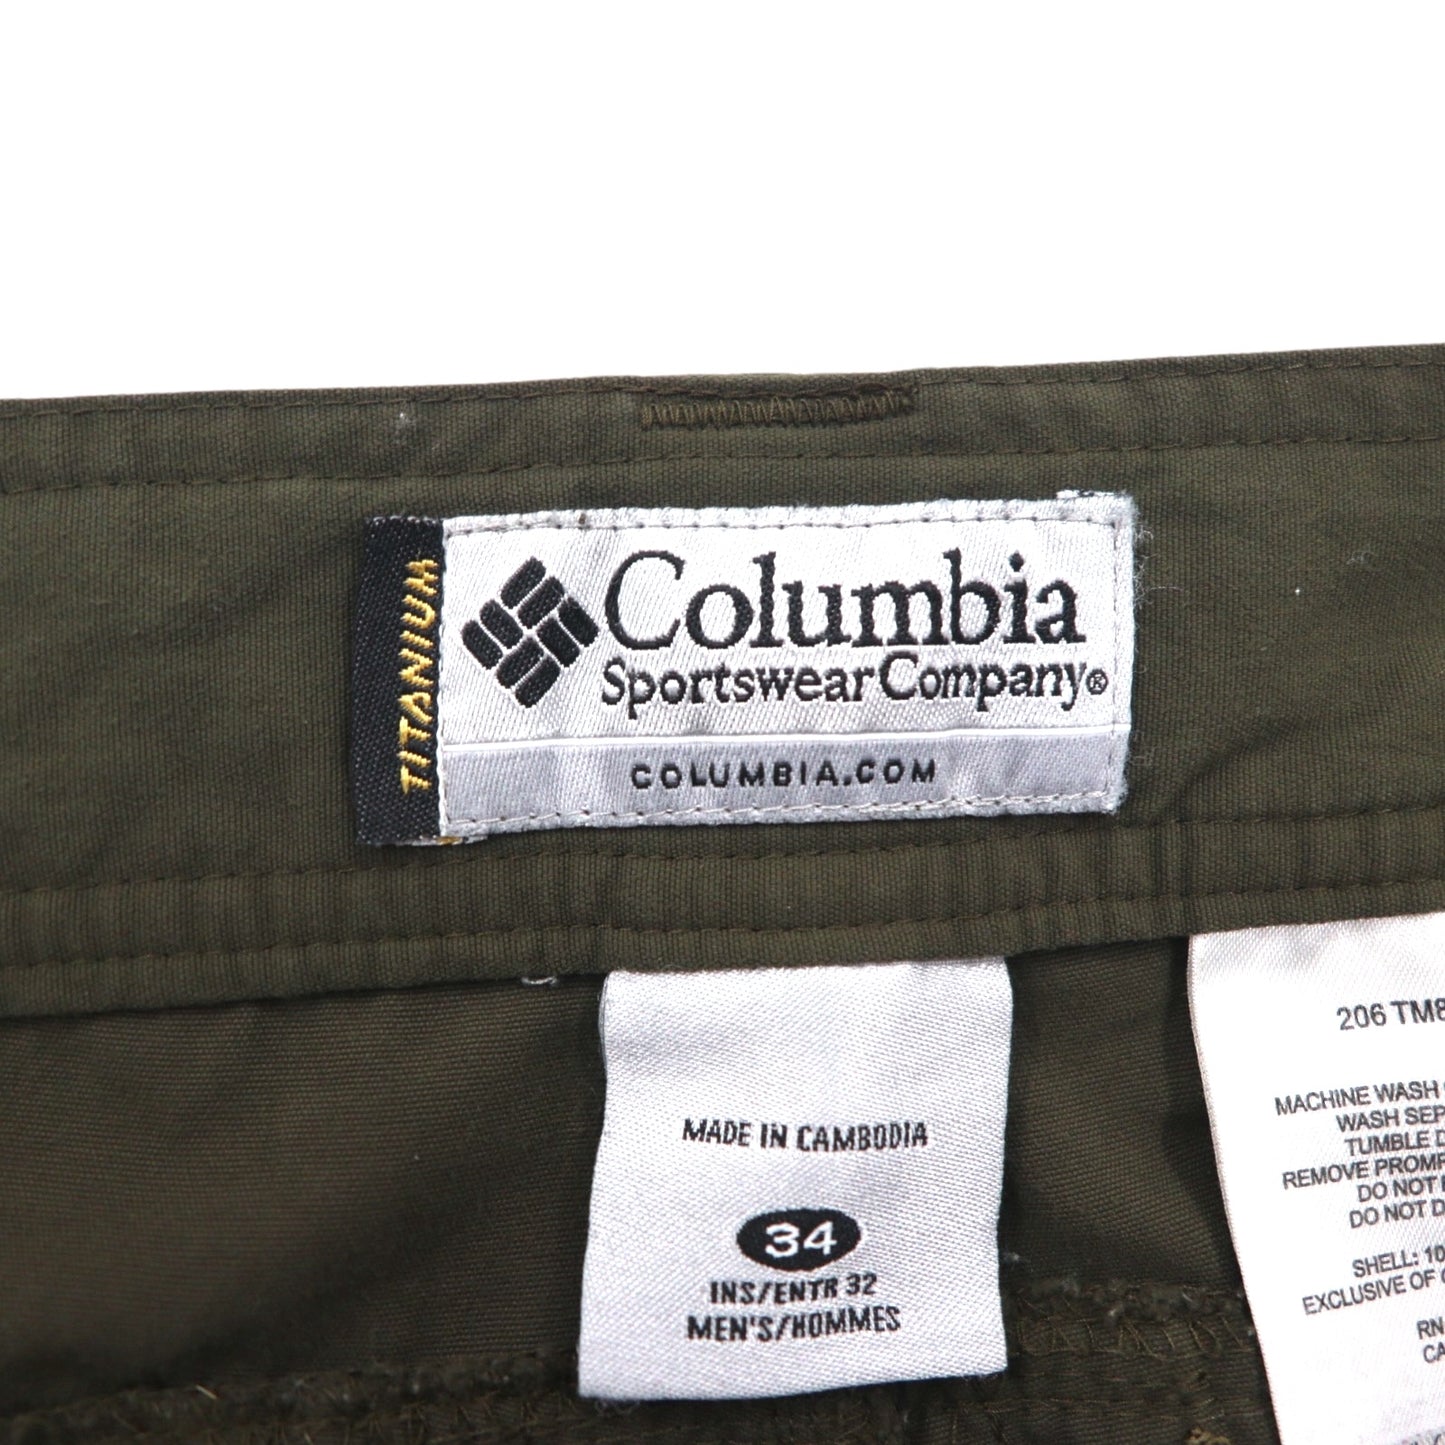 TITANIUM
Columbia
Sportswear Company®
COLUMBIA.COM
MADE IN CAMBODIA
34
INS/ENTR 32
MEN'S/HOMMES
206 TM8
MACHINE WASH
WASH SEP
TUMBLE D
REMOVE PROMP
DO NOT
DO NOT D
SHELL: 10
EXCLUSIVE OF
RN
CA